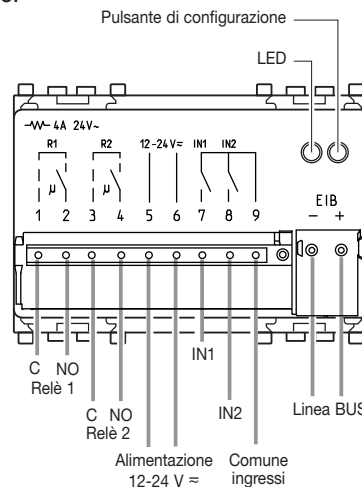 Pulsante di configurazione
LED
4A 24V~
R1 R2 12-24V≂ IN1 IN2
μ μ
1 2 3 4 5 6 7 8 9
EIB
− +
C NO
Relè 1
C NO
Relè 2
IN1
IN2
Linea BUS
Alimentazione
12-24 V ≂
Comune
ingressi